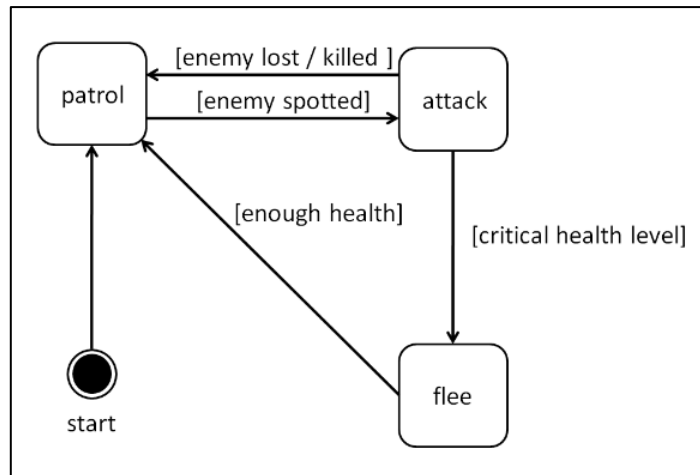 [enemy lost / killed ]
patrol
[enemy spotted]
attack
[enough health]
[critical health level]
flee
start